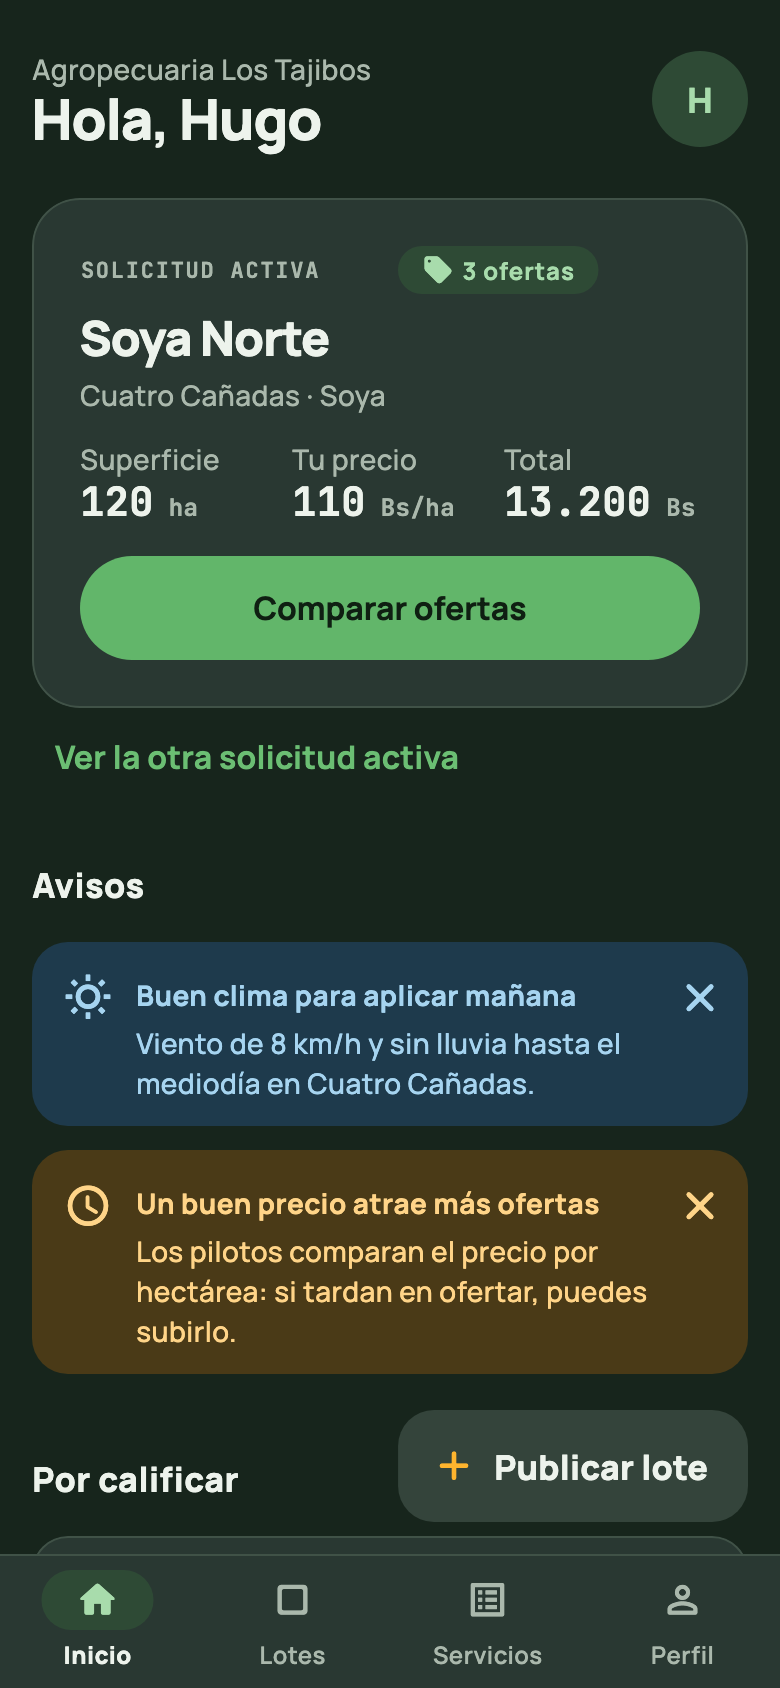 Agropecuaria Los Tajibos
Hola, Hugo
H
SOLICITUD ACTIVA
3 ofertas
Soya Norte
Cuatro Cañadas · Soya
Superficie Tu precio Total
120 ha 110 Bs/ha 13.200 Bs
Comparar ofertas
Ver la otra solicitud activa
Avisos
Buen clima para aplicar mañana
Viento de 8 km/h y sin lluvia hasta el
mediodía en Cuatro Cañadas.
Un buen precio atrae más ofertas
Los pilotos comparan el precio por
hectárea: si tardan en ofertar, puedes
subirlo.
Por calificar
Publicar lote
Inicio Lotes Servicios Perfil